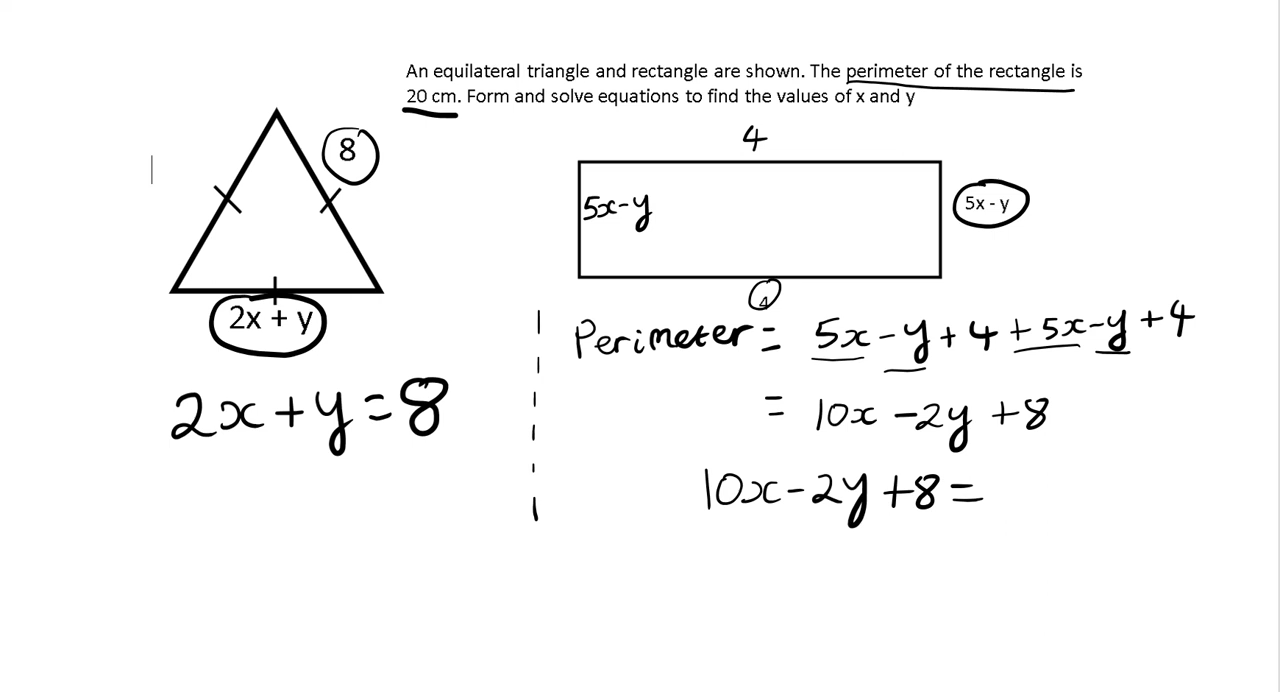 An equilateral triangle and rectangle are shown. The perimeter of the rectangle is
20 cm. Form and solve equations to find the values of x and y
8
2x + y
2x + y = 8
4
5x - y
5x - y
4
Perimeter = 5x - y + 4 + 5x - y + 4
= 10x - 2y + 8
10x - 2y + 8 =